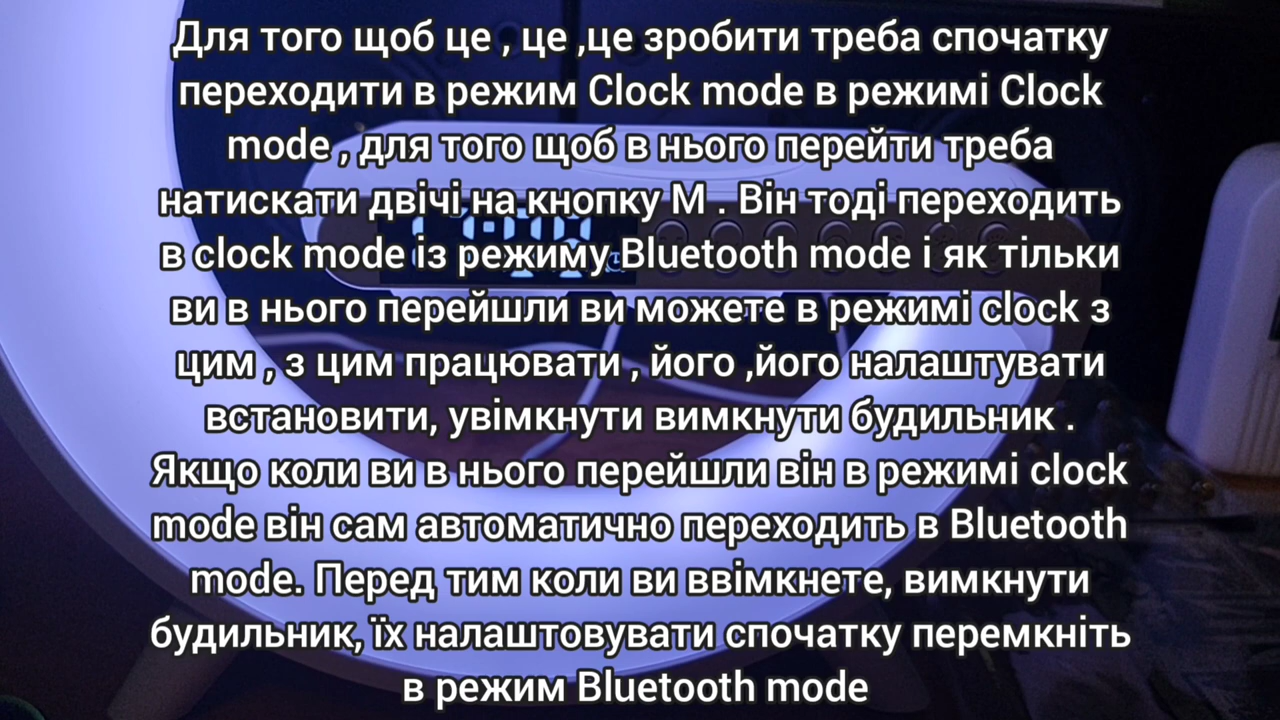 Для того щоб це , це ,це зробити треба спочатку
переходити в режим Clock mode в режимі Clock
mode , для того щоб в нього перейти треба
натискати двічі на кнопку М . Він тоді переходить
в clock mode із режиму Bluetooth mode і як тільки
ви в нього перейшли ви можете в режимі clock з
цим , з цим працювати , його ,його налаштувати
встановити, увімкнути вимкнути будильник .
Якщо коли ви в нього перейшли він в режимі clock
mode він сам автоматично переходить в Bluetooth
mode. Перед тим коли ви ввімкнете, вимкнути
будильник, їх налаштовувати спочатку перемкніть
в режим Bluetooth mode